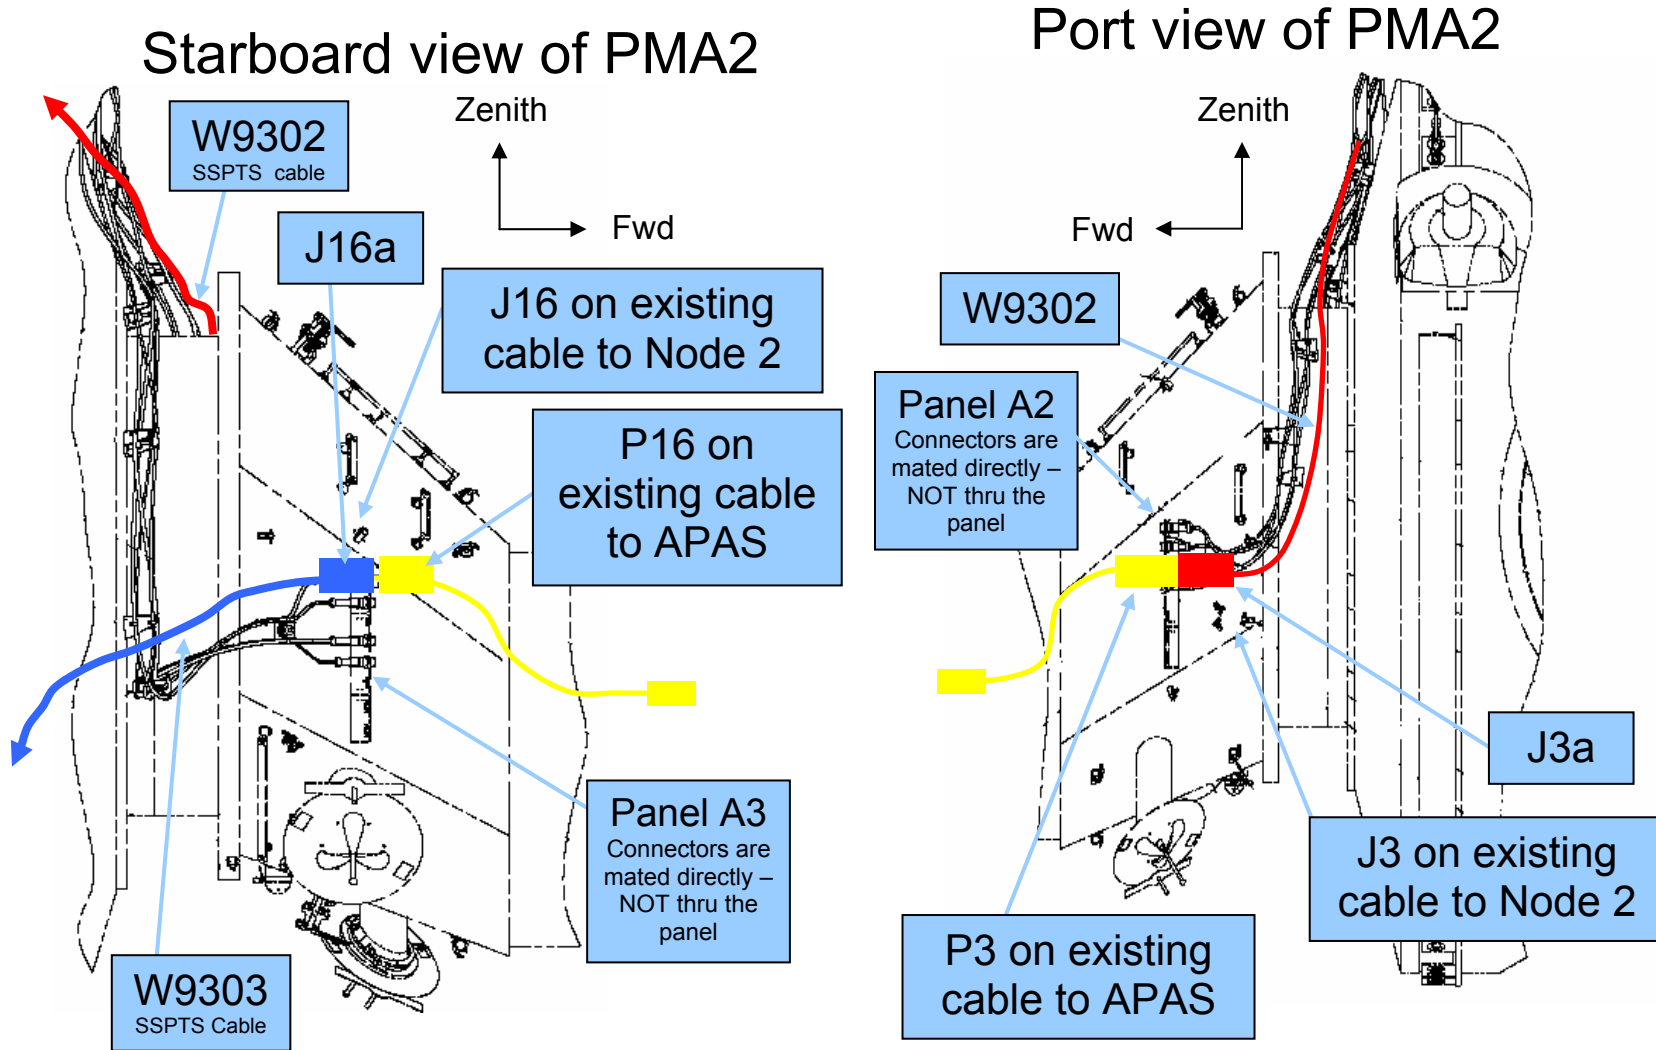 Starboard view of PMA2
Zenith
Fwd
W9302
SSPTS cable
J16a
J16 on existing
cable to Node 2
P16 on
existing cable
to APAS
Panel A3
Connectors are
mated directly –
NOT thru the
panel
W9303
SSPTS Cable
Port view of PMA2
Zenith
Fwd
W9302
Panel A2
Connectors are
mated directly –
NOT thru the
panel
J3a
J3 on existing
cable to Node 2
P3 on existing
cable to APAS